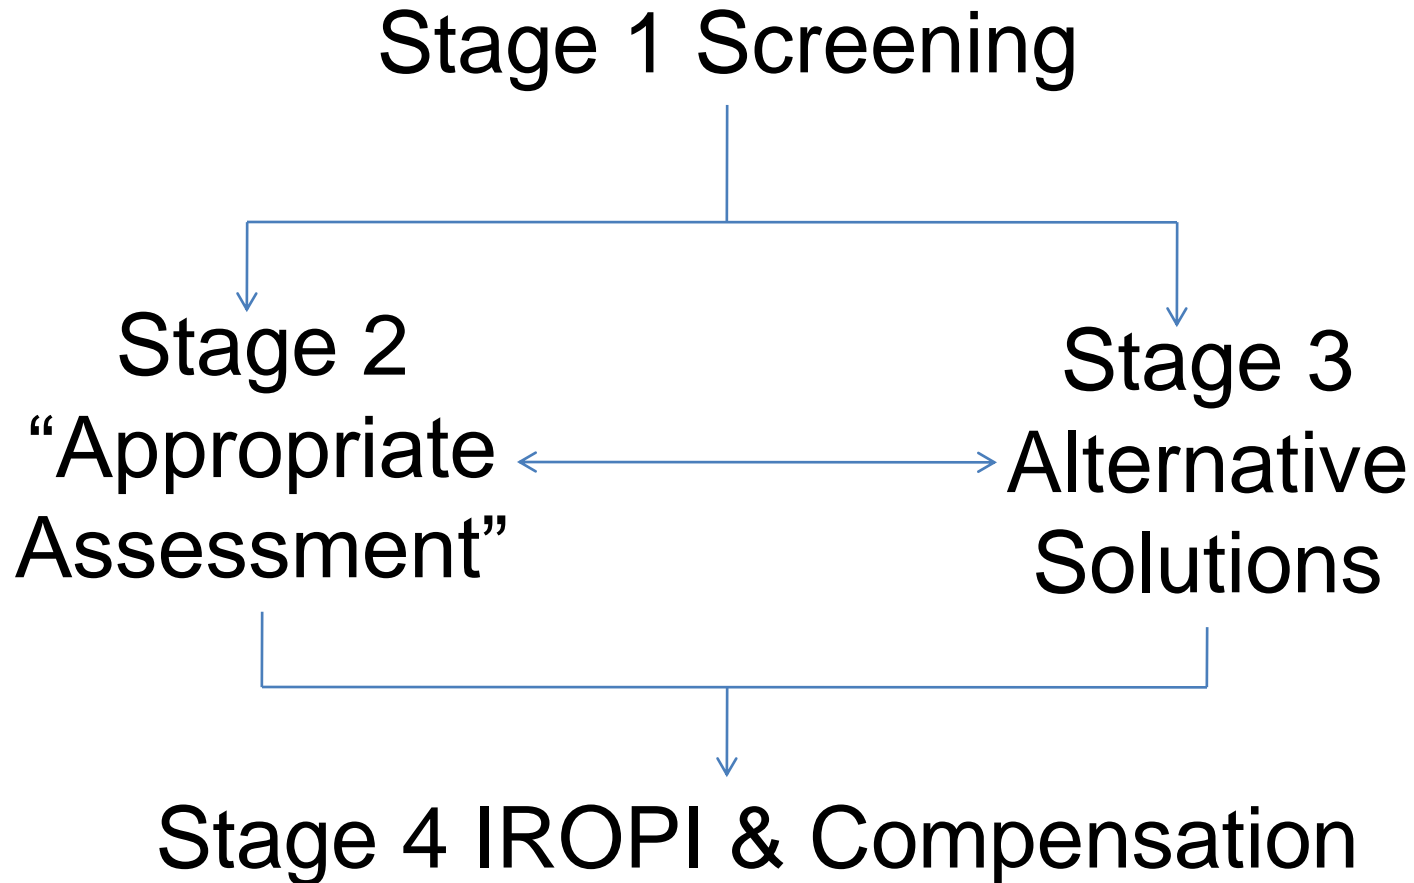 Stage 1 Screening
Stage 2
“Appropriate
Assessment”
Stage 3
Alternative
Solutions
Stage 4 IROPI & Compensation